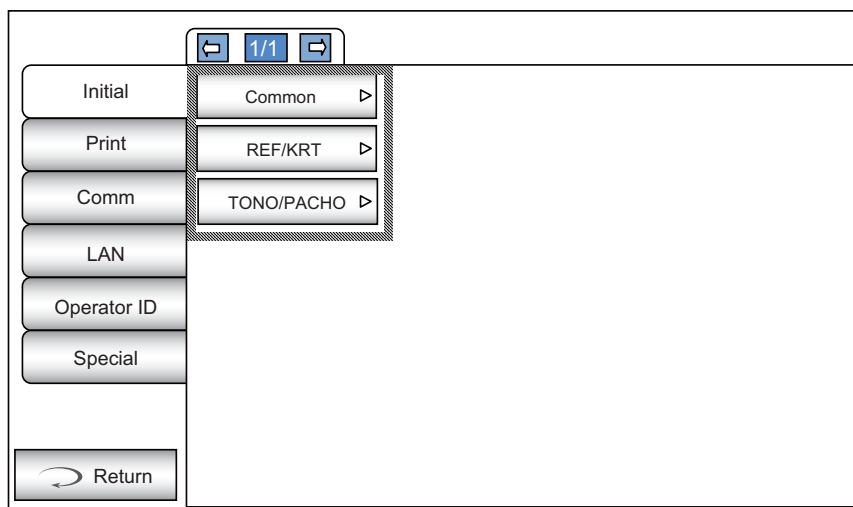 1/1
Initial
Print
Comm
LAN
Operator ID
Special
Return
Common
REF/KRT
TONO/PACHO